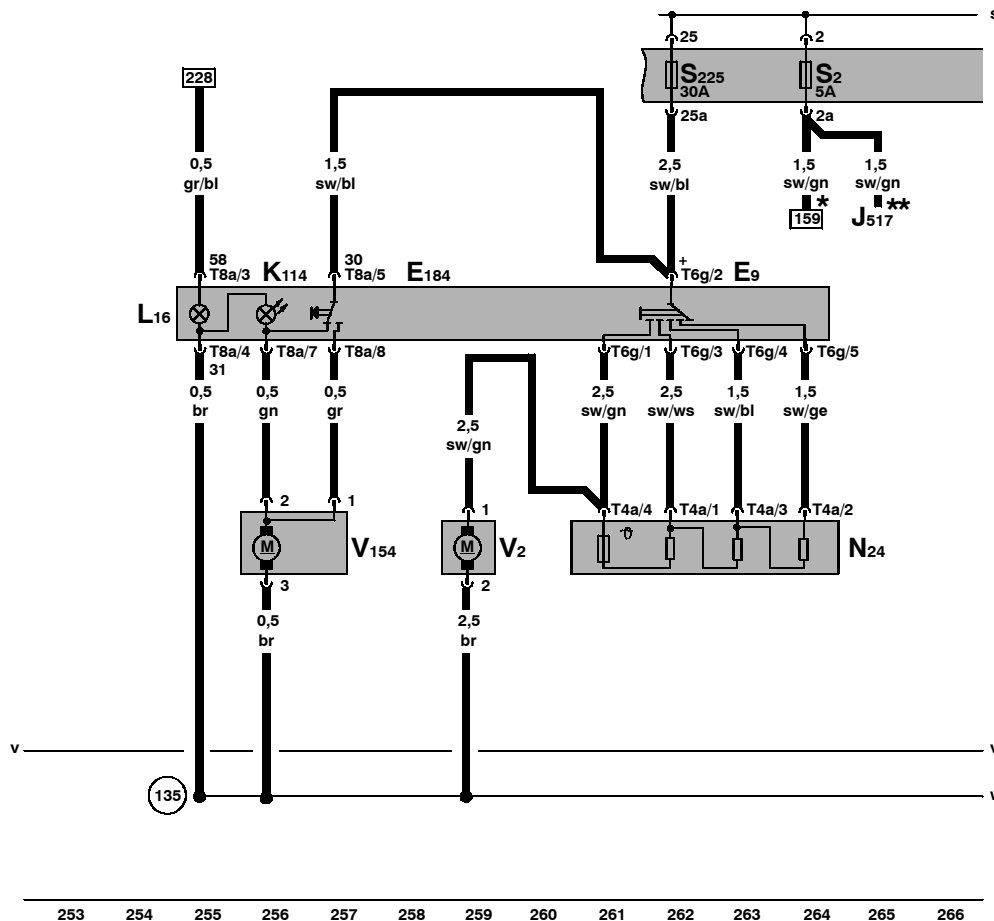 s
25
2
228
S225
30A
S2
5A
25a
2a
0,5
gr/bl
1,5
sw/bl
2,5
sw/bl
1,5
sw/gn
1,5
sw/gn
159
*
J517
**
58
T8a/3
K114
30
T8a/5
E184
+
T6g/2
E9
L16
T8a/4
31
T8a/7
T8a/8
T6g/1
T6g/3
T6g/4
T6g/5
0,5
br
0,5
gn
0,5
gr
2,5
sw/gn
2,5
sw/gn
2,5
sw/ws
1,5
sw/bl
1,5
sw/ge
2
1
1
T4a/4
T4a/1
T4a/3
T4a/2
M
V154
M
V2
ϑ
N24
3
2
0,5
br
2,5
br
v
135
253 254 255 256 257 258 259 260 261 262 263 264 265 266